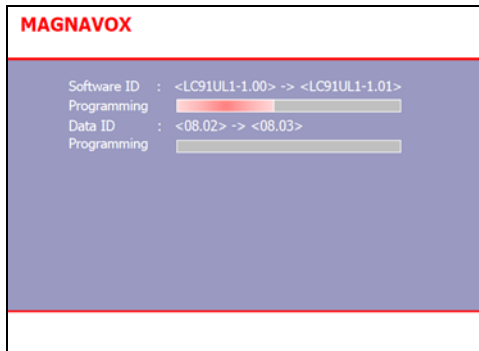 MAGNAVOX
Software ID : <LC91UL1-1.00> -> <LC91UL1-1.01>
Programming
Data ID : <08.02> -> <08.03>
Programming